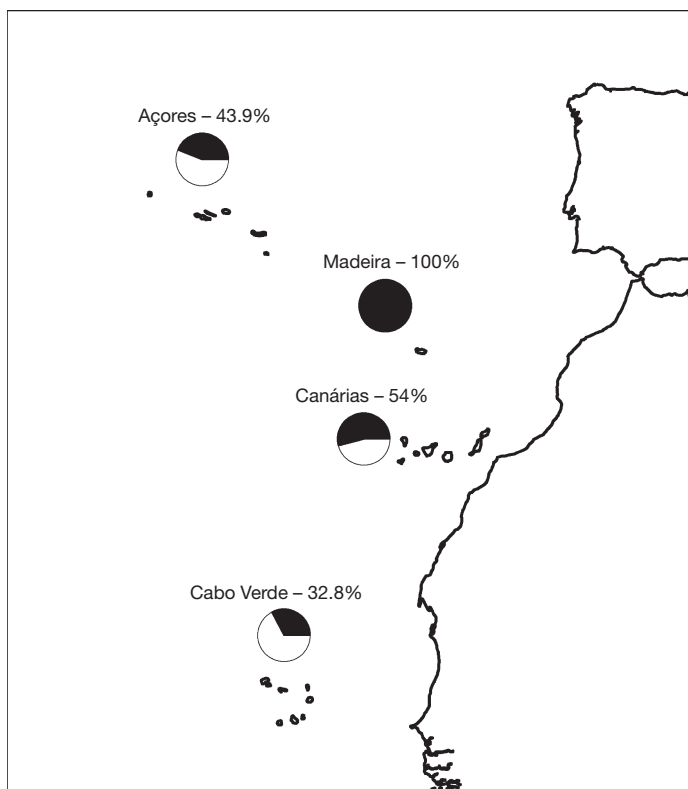 Açores – 43.9%
Madeira – 100%
Canárias – 54%
Cabo Verde – 32.8%